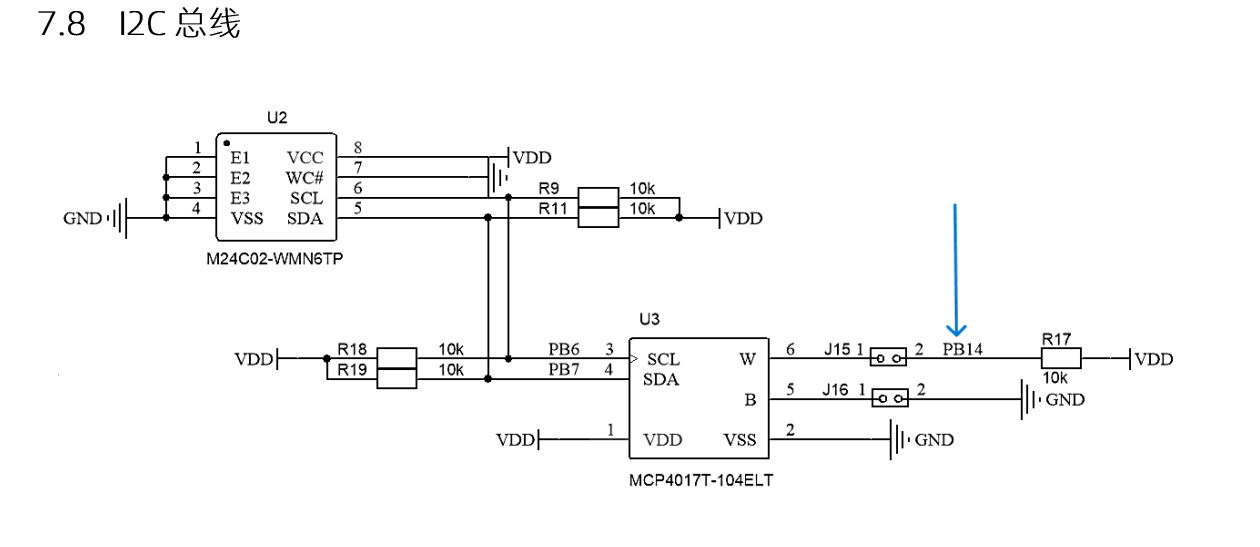 7.8 I2C 总线
U2
1 E1 VCC 8 VDD
2 E2 WC# 7
3 E3 SCL 6 R9 10k
GND 4 VSS SDA 5 R11 10k VDD
M24C02-WMN6TP
U3
VDD R18 10k PB6 3 SCL W 6 J15 1 2 PB14 R17 10k VDD
R19 10k PB7 4 SDA
B 5 J16 1 2 GND
VDD 1 VDD VSS 2 GND
MCP4017T-104ELT